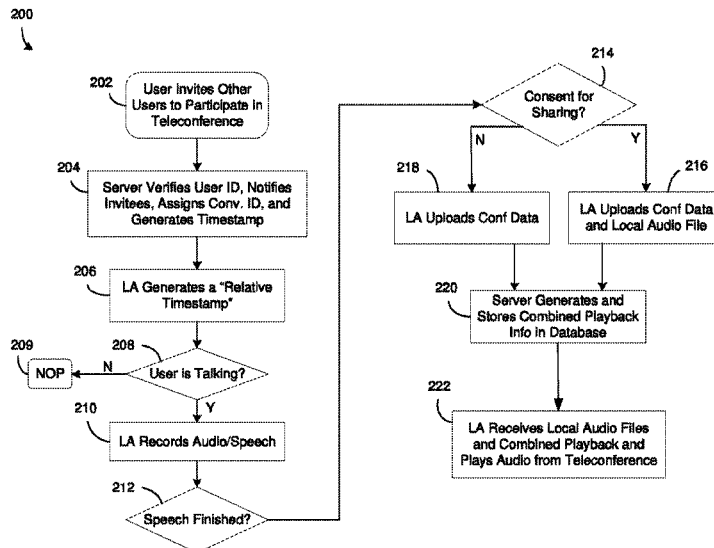 200
202
User Invites Other
Users to Participate in
Teleconference
204
Server Verifies User ID, Notifies
Invitees, Assigns Conv. ID, and
Generates Timestamp
206
LA Generates a "Relative
Timestamp"
208
209
NOP
N
User is Talking?
Y
210
LA Records Audio/Speech
212
Speech Finished?
214
Consent for
Sharing?
N
Y
218
216
LA Uploads Conf Data
LA Uploads Conf Data
and Local Audio File
220
Server Generates and
Stores Combined Playback
Info in Database
222
LA Receives Local Audio Files
and Combined Playback and
Plays Audio from Teleconference